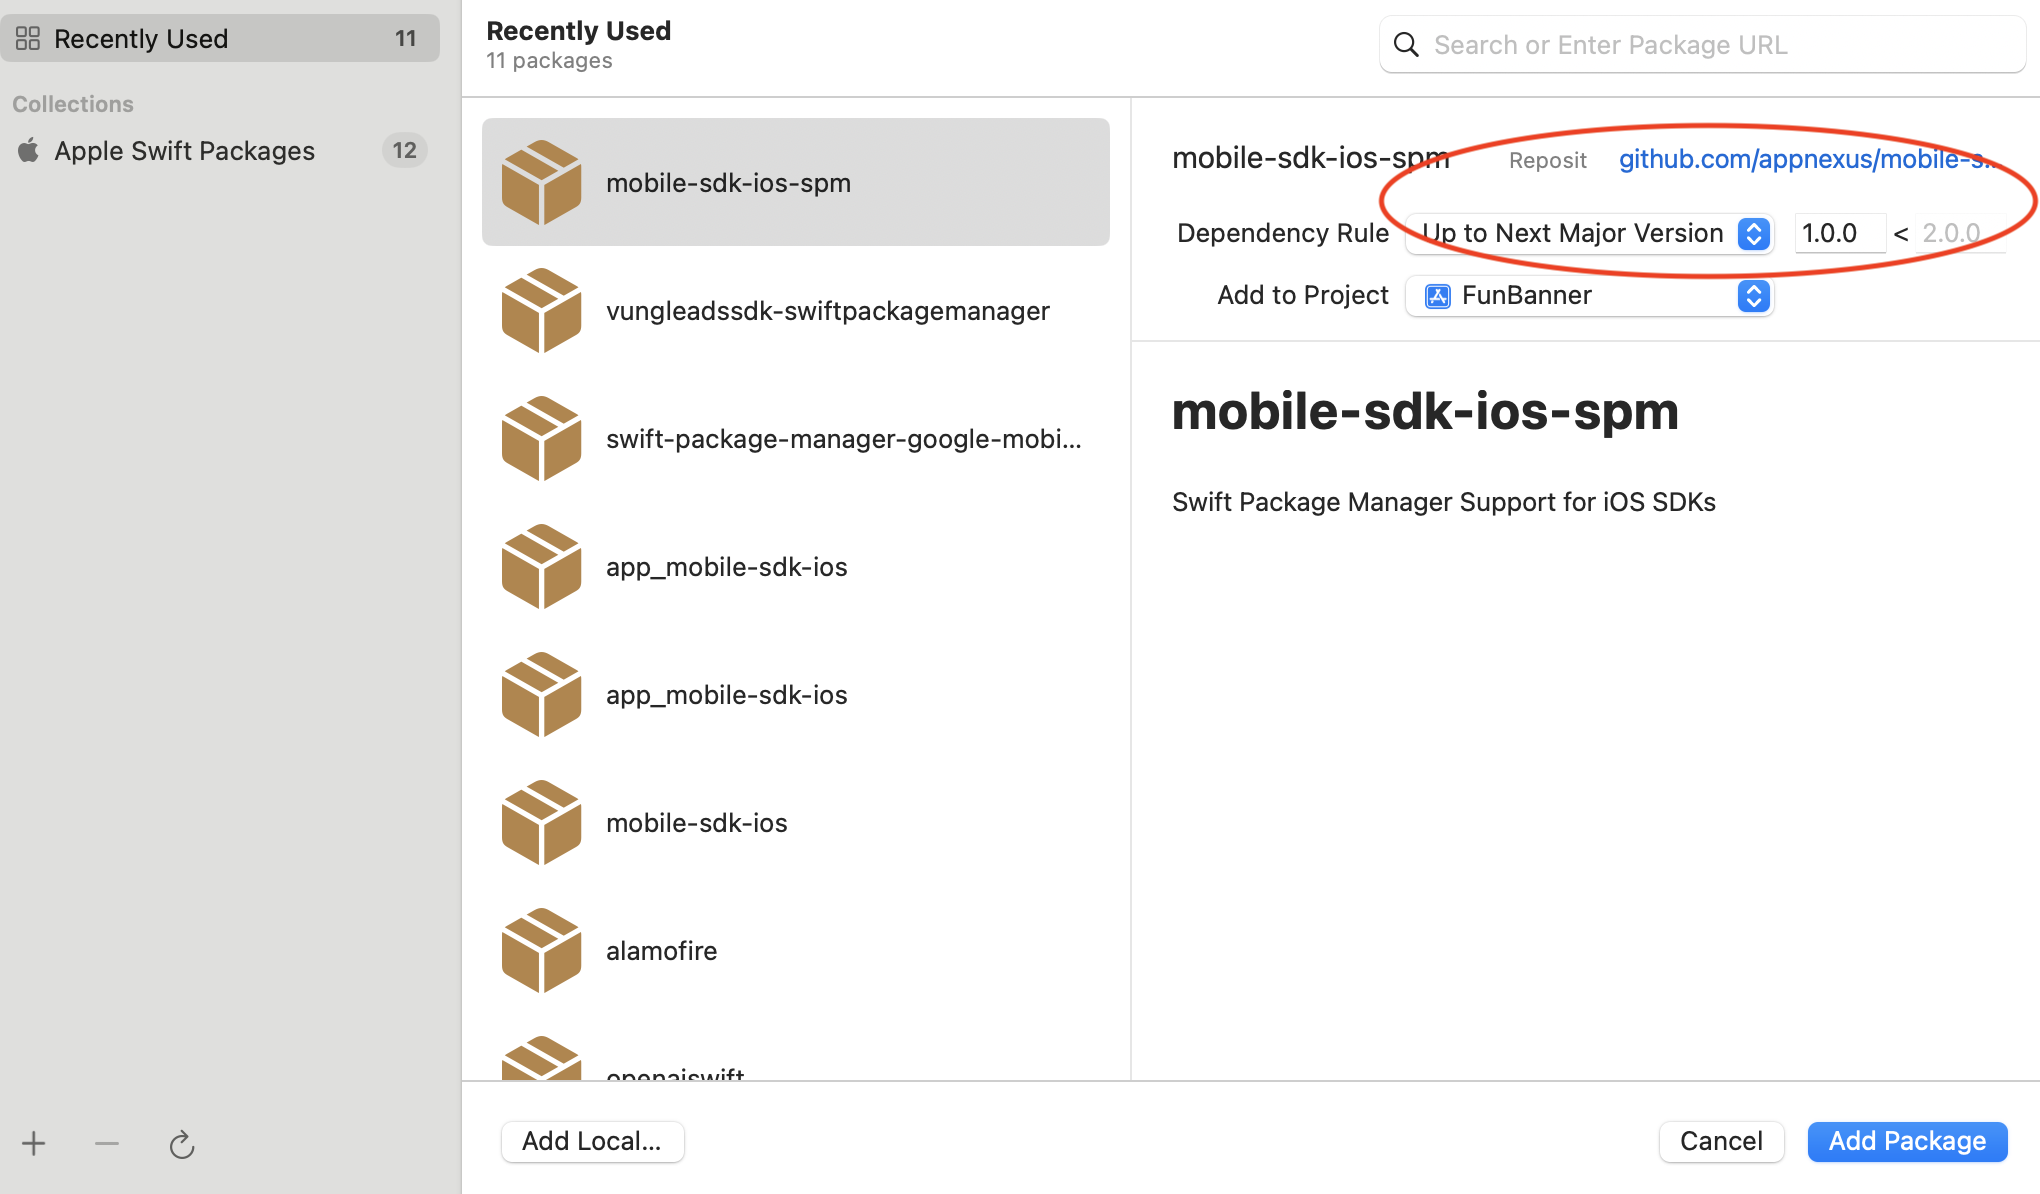 Recently Used 11
Collections
Apple Swift Packages 12
Recently Used
11 packages
Search or Enter Package URL
mobile-sdk-ios-spm
vungleadssdk-swiftpackagemanager
swift-package-manager-google-mobi...
app_mobile-sdk-ios
app_mobile-sdk-ios
mobile-sdk-ios
alamofire
openaiswift
mobile-sdk-ios-spm Reposit github.com/appnexus/mobile-s...
Dependency Rule Up to Next Major Version 1.0.0 < 2.0.0
Add to Project FunBanner
mobile-sdk-ios-spm
Swift Package Manager Support for iOS SDKs
Add Local...
Cancel
Add Package